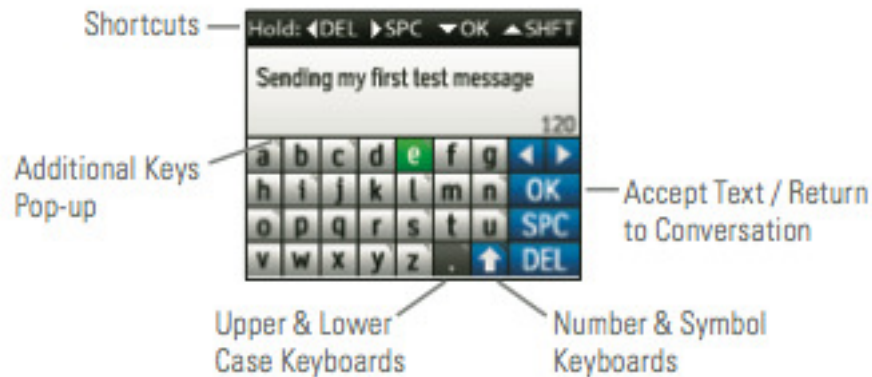 Shortcuts
Hold: ◀DEL ▶SPC ▼OK ▲SHFT
Sending my first test message
120
Additional Keys
Pop-up
a b c d e f g ◀ ▶
h i j k l m n OK
o p q r s t u SPC
v w x y z . ⬆ DEL
Accept Text / Return
to Conversation
Upper & Lower
Case Keyboards
Number & Symbol
Keyboards